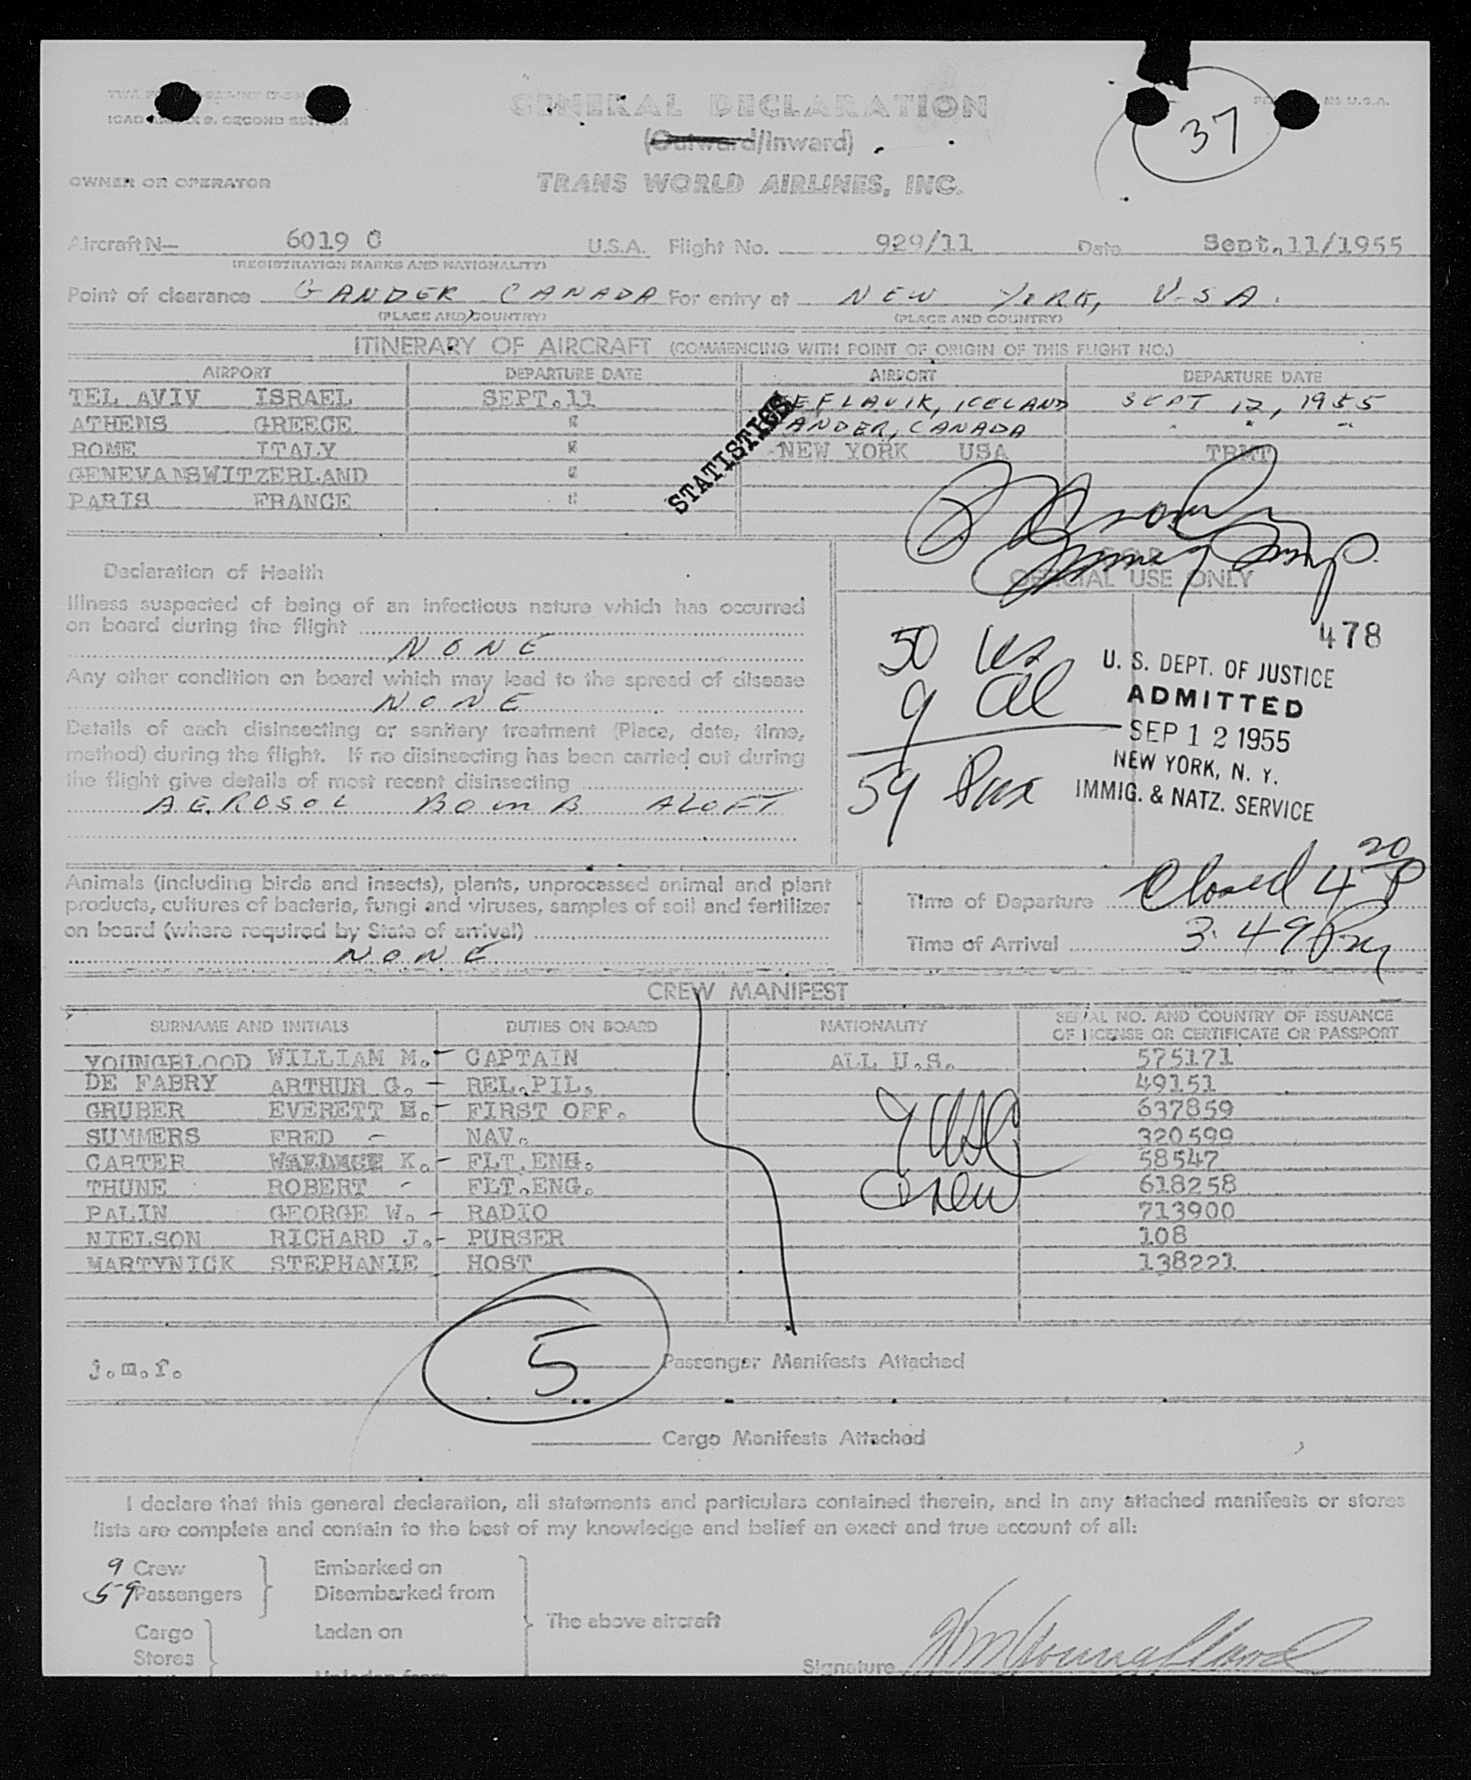 GENERAL DECLARATION
37
(Outward/Inward)
ICAO ANNEX 9, SECOND EDITION
OWNER OR OPERATOR TRANS WORLD AIRLINES, INC.
Aircraft N— 6019 C U.S.A. Flight No. 929/11 Date Sept.11/1955
(REGISTRATION MARKS AND NATIONALITY)
Point of clearance GANDER CANADA For entry at NEW YORK, U.S.A.
(PLACE AND COUNTRY) (PLACE AND COUNTRY)
ITINERARY OF AIRCRAFT (COMMENCING WITH POINT OF ORIGIN OF THIS FLIGHT NO.)
AIRPORT DEPARTURE DATE AIRPORT DEPARTURE DATE
TEL AVIV ISRAEL SEPT.11 KEFLAVIK, ICELAND SEPT 12, 1955
ATHENS GREECE " GANDER, CANADA " " "
ROME ITALY " NEW YORK USA TRMT
GENEVA SWITZERLAND "
PARIS FRANCE "
STATISTICS
Declaration of Health
OFFICIAL USE ONLY
Illness suspected of being of an infectious nature which has occurred
on board during the flight
NONE
Any other condition on board which may lead to the spread of disease
NONE
Details of each disinsecting or sanitary treatment (Place, date, time,
method) during the flight. If no disinsecting has been carried out during
the flight give details of most recent disinsecting
AEROSOL BOMB ALOFT
478
50 US
9 Al
59 Pax
U. S. DEPT. OF JUSTICE
ADMITTED
SEP 12 1955
NEW YORK, N. Y.
IMMIG. & NATZ. SERVICE
Animals (including birds and insects), plants, unprocessed animal and plant
products, cultures of bacteria, fungi and viruses, samples of soil and fertilizer
on board (where required by State of arrival)
NONE
Time of Departure Closed 4 20 P
Time of Arrival 3:49 Pm
CREW MANIFEST
SURNAME AND INITIALS DUTIES ON BOARD NATIONALITY SERIAL NO. AND COUNTRY OF ISSUANCE
OF LICENSE OR CERTIFICATE OR PASSPORT
YOUNGBLOOD WILLIAM M. - CAPTAIN ALL U.S. 575171
DE FABRY ARTHUR G. - REL.PIL. 49151
GRUBER EVERETT E. - FIRST OFF. 637859
SUMMERS FRED - NAV. 320599
CARTER WALLACE K. - FLT.ENG. 58547
THUNE ROBERT - FLT.ENG. 618258
PALIN GEORGE W. - RADIO 713900
NIELSON RICHARD J. - PURSER 108
MARTYNICK STEPHANIE HOST 138221
9 USC
Crew
j.m.r. 5 Passenger Manifests Attached
Cargo Manifests Attached
I declare that this general declaration, all statements and particulars contained therein, and in any attached manifests or stores
lists are complete and contain to the best of my knowledge and belief an exact and true account of all:
9 Crew Embarked on
59 Passengers Disembarked from
The above aircraft
Cargo Laden on
Stores
Signature Wm Youngblood